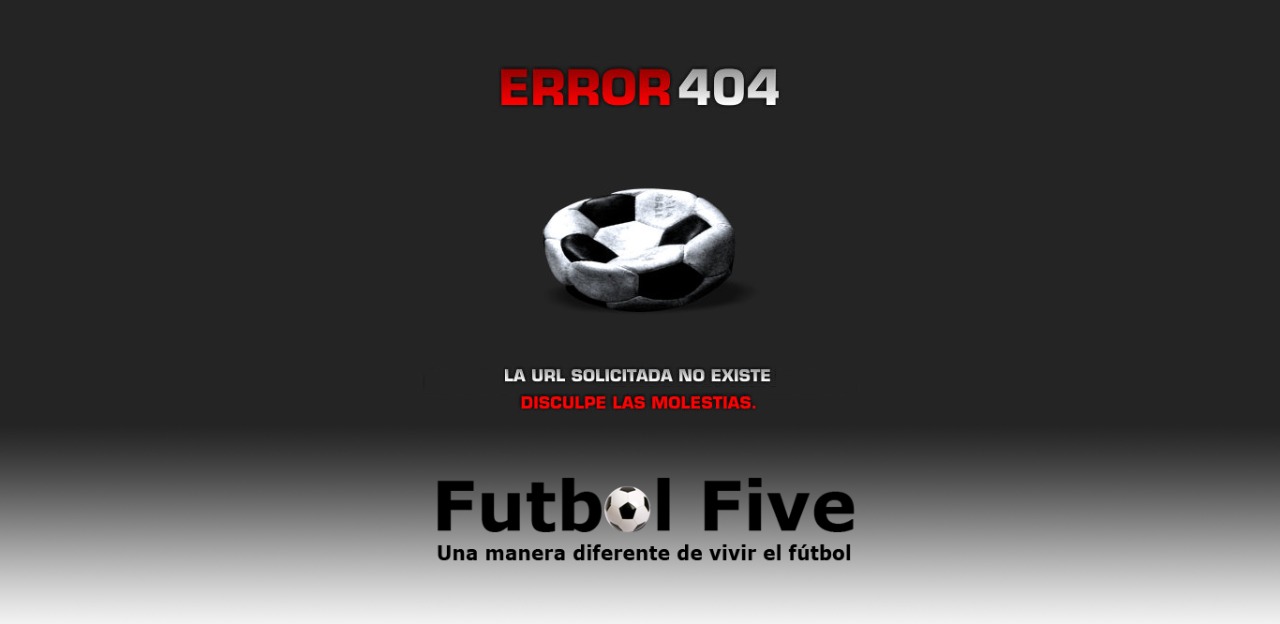 ERROR 404
LA URL SOLICITADA NO EXISTE
DISCULPE LAS MOLESTIAS.
Futbol Five
Una manera diferente de vivir el fútbol